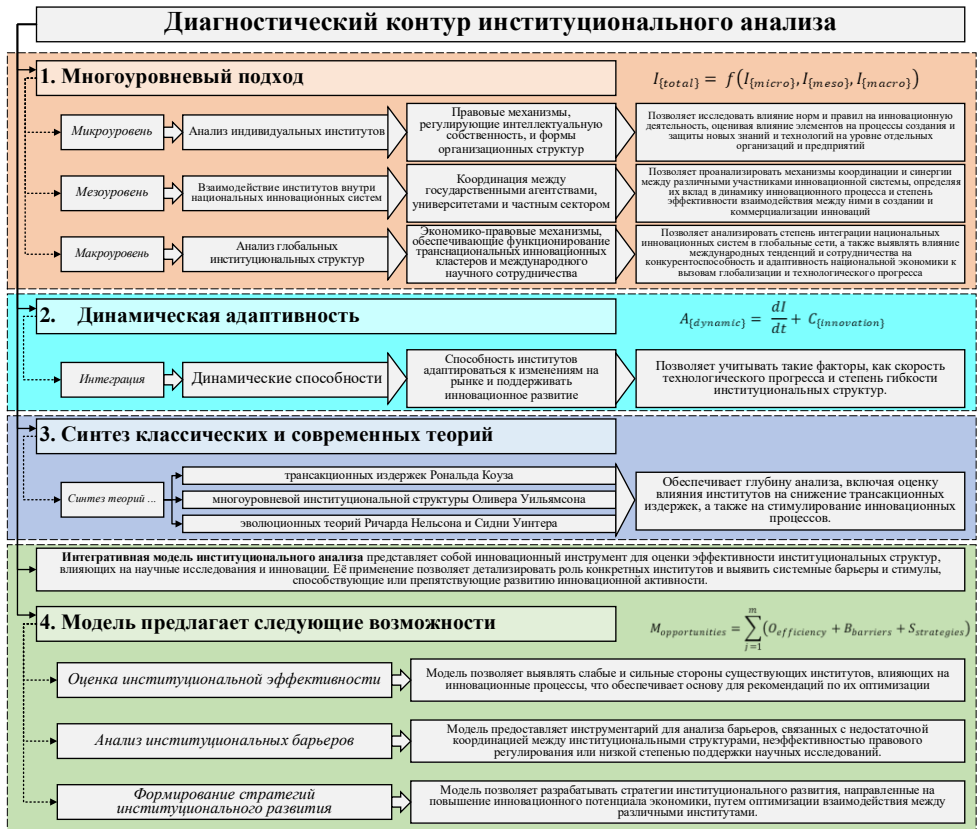 Диагностический контур институционального анализа
1. Многоуровневый подход
I_{total} = f(I_{micro}, I_{meso}, I_{macro})
Микроуровень
Анализ индивидуальных институтов
Правовые механизмы,
регулирующие интеллектуальную
собственность, и формы
организационных структур
Позволяет исследовать влияние норм и правил на инновационную
деятельность, оценивая влияние элементов на процессы создания и
защиты новых знаний и технологий на уровне отдельных
организаций и предприятий
Мезоуровень
Взаимодействие институтов внутри
национальных инновационных систем
Координация между
государственными агентствами,
университетами и частным сектором
Позволяет проанализировать механизмы координации и синергии
между различными участниками инновационной системы, определяя
их вклад в динамику инновационного процесса и степень
эффективности взаимодействия между ними в создании и
коммерциализации инноваций
Макроуровень
Анализ глобальных
институциональных структур
Экономико-правовые механизмы,
обеспечивающие функционирование
транснациональных инновационных
кластеров и международного
научного сотрудничества
Позволяет анализировать степень интеграции национальных
инновационных систем в глобальные сети, а также выявлять влияние
международных тенденций и сотрудничества на
конкурентоспособность и адаптивность национальной экономики к
вызовам глобализации и технологического прогресса
2. Динамическая адаптивность
A_{dynamic} = dI/dt + C_{innovation}
Интеграция
Динамические способности
Способность институтов
адаптироваться к изменениям на
рынке и поддерживать
инновационное развитие
Позволяет учитывать такие факторы, как скорость
технологического прогресса и степень гибкости
институциональных структур.
3. Синтез классических и современных теорий
Синтез теорий ...
трансакционных издержек Рональда Коуза
многоуровневой институциональной структуры Оливера Уильямсона
эволюционных теорий Ричарда Нельсона и Сидни Уинтера
Обеспечивает глубину анализа, включая оценку
влияния институтов на снижение трансакционных
издержек, а также на стимулирование инновационных
процессов.
Интегративная модель институционального анализа представляет собой инновационный инструмент для оценки эффективности институциональных структур,
влияющих на научные исследования и инновации. Её применение позволяет детализировать роль конкретных институтов и выявить системные барьеры и стимулы,
способствующие или препятствующие развитию инновационной активности.
4. Модель предлагает следующие возможности
M_opportunities = ∑_{j=1}^{m}(O_efficiency + B_barriers + S_strategies)
Оценка институциональной эффективности
Модель позволяет выявлять слабые и сильные стороны существующих институтов, влияющих на
инновационные процессы, что обеспечивает основу для рекомендаций по их оптимизации
Анализ институциональных барьеров
Модель предоставляет инструментарий для анализа барьеров, связанных с недостаточной
координацией между институциональными структурами, неэффективностью правового
регулирования или низкой степенью поддержки научных исследований.
Формирование стратегий
институционального развития
Модель позволяет разрабатывать стратегии институционального развития, направленные на
повышение инновационного потенциала экономики, путем оптимизации взаимодействия между
различными институтами.